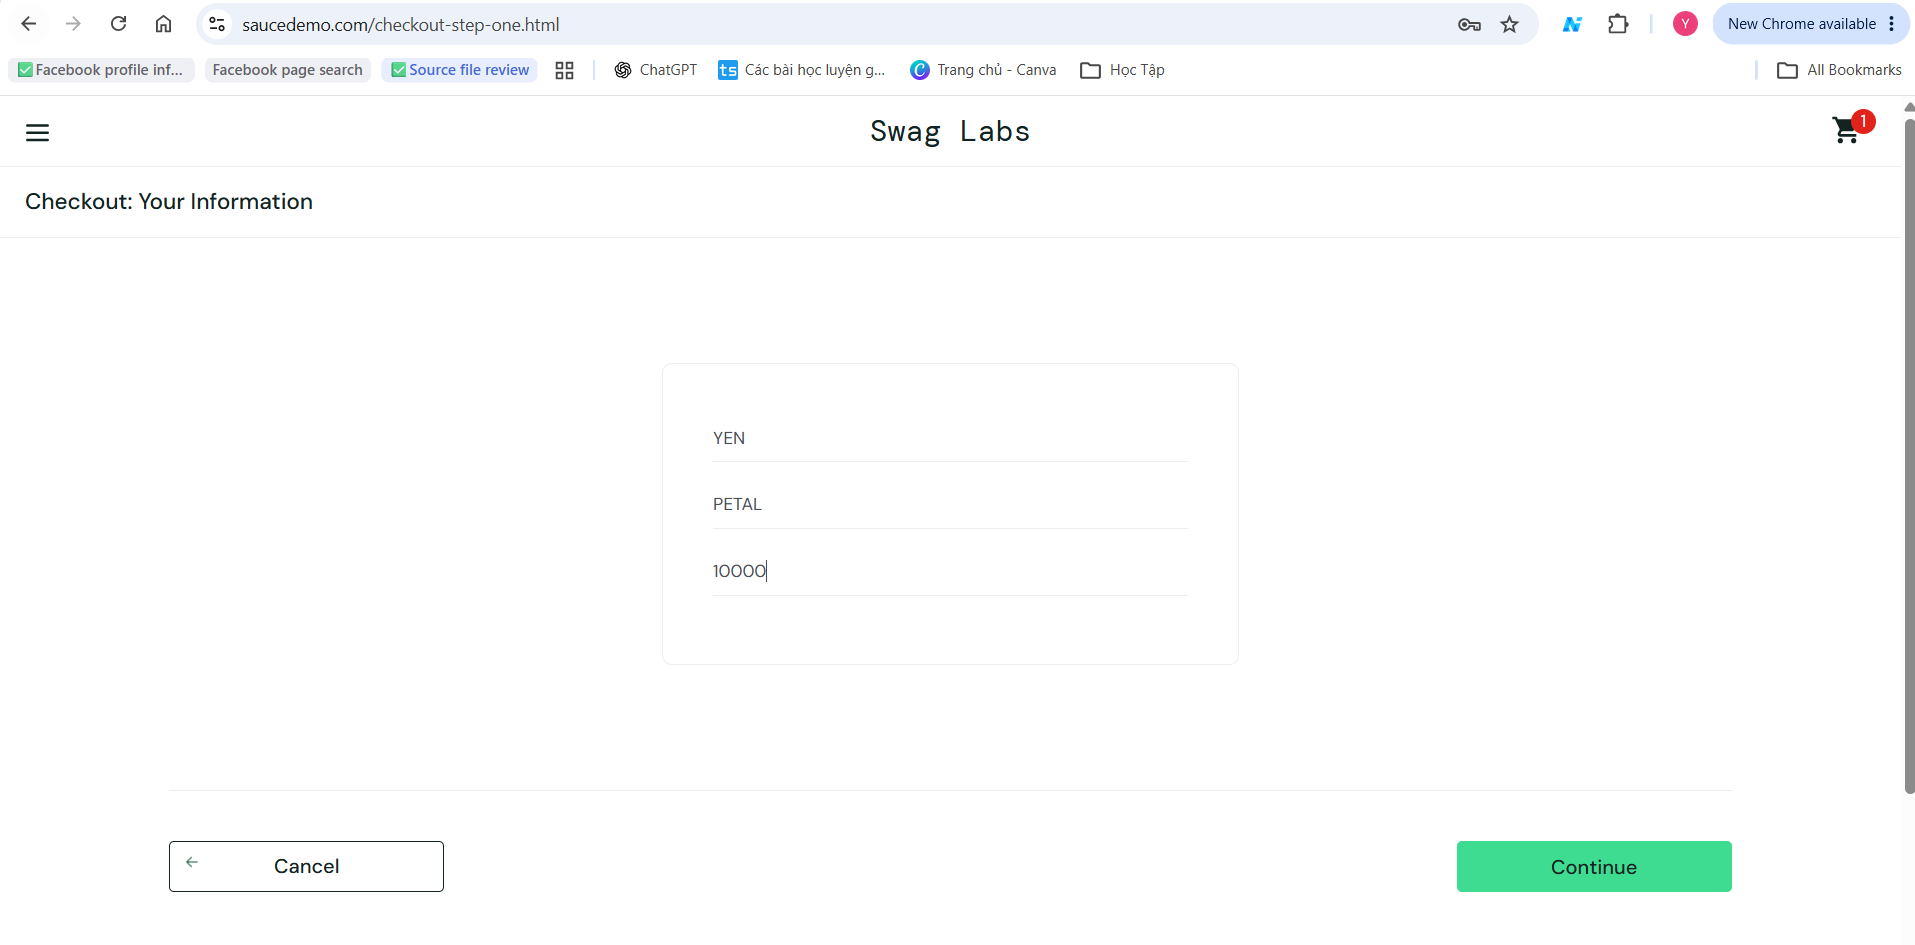 saucedemo.com/checkout-step-one.html
Y
New Chrome available
Facebook profile inf...
Facebook page search
Source file review
ChatGPT
ts
Các bài học luyện g...
Trang chủ - Canva
Học Tập
All Bookmarks
Swag Labs
1
Checkout: Your Information
YEN
PETAL
10000
Cancel
Continue